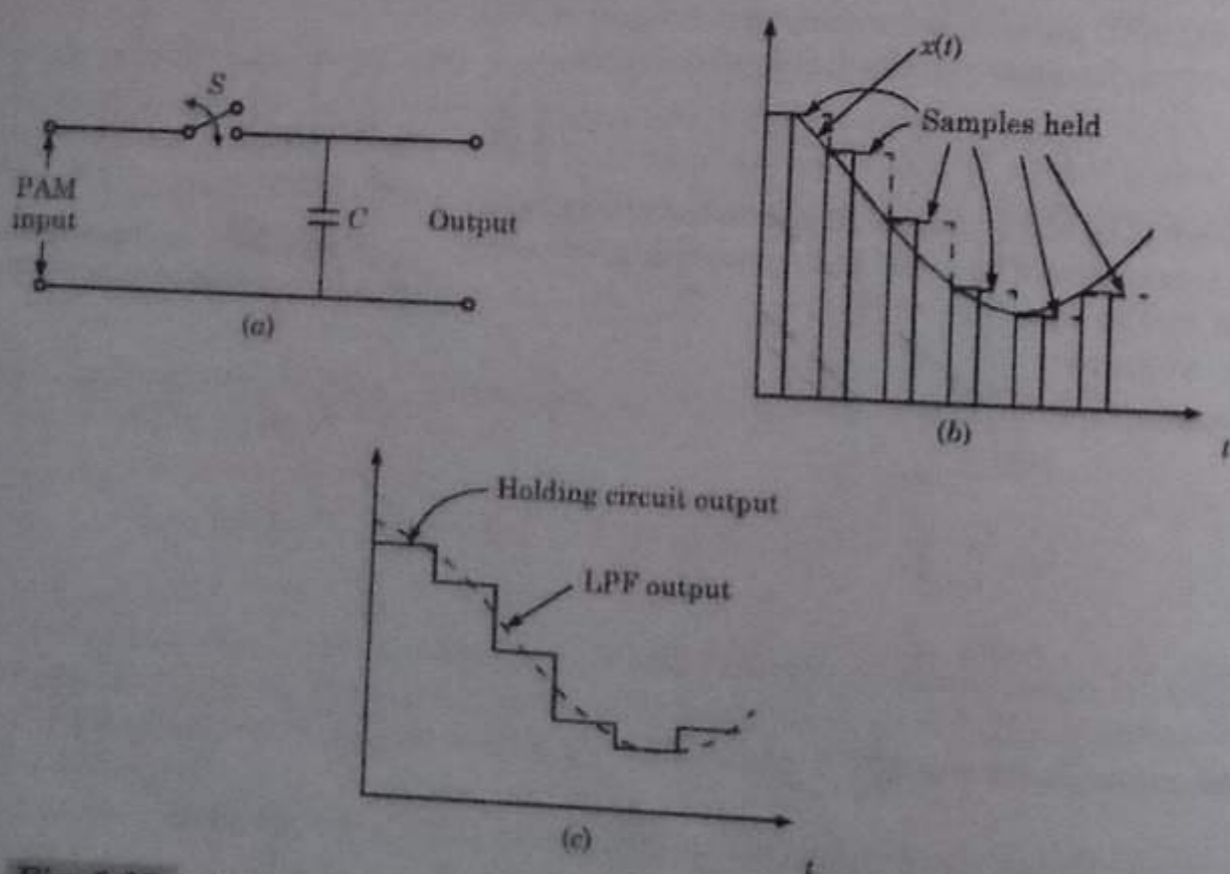 S
PAM
input
C
Output
(a)
x(t)
Samples held
(b)
t
Holding circuit output
LPF output
(c)
t